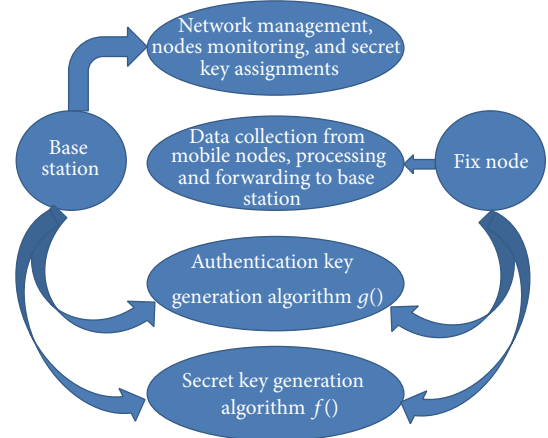 Network management,
nodes monitoring, and secret
key assignments
Base
station
Data collection from
mobile nodes, processing
and forwarding to base
station
Fix node
Authentication key
generation algorithm g()
Secret key generation
algorithm f()